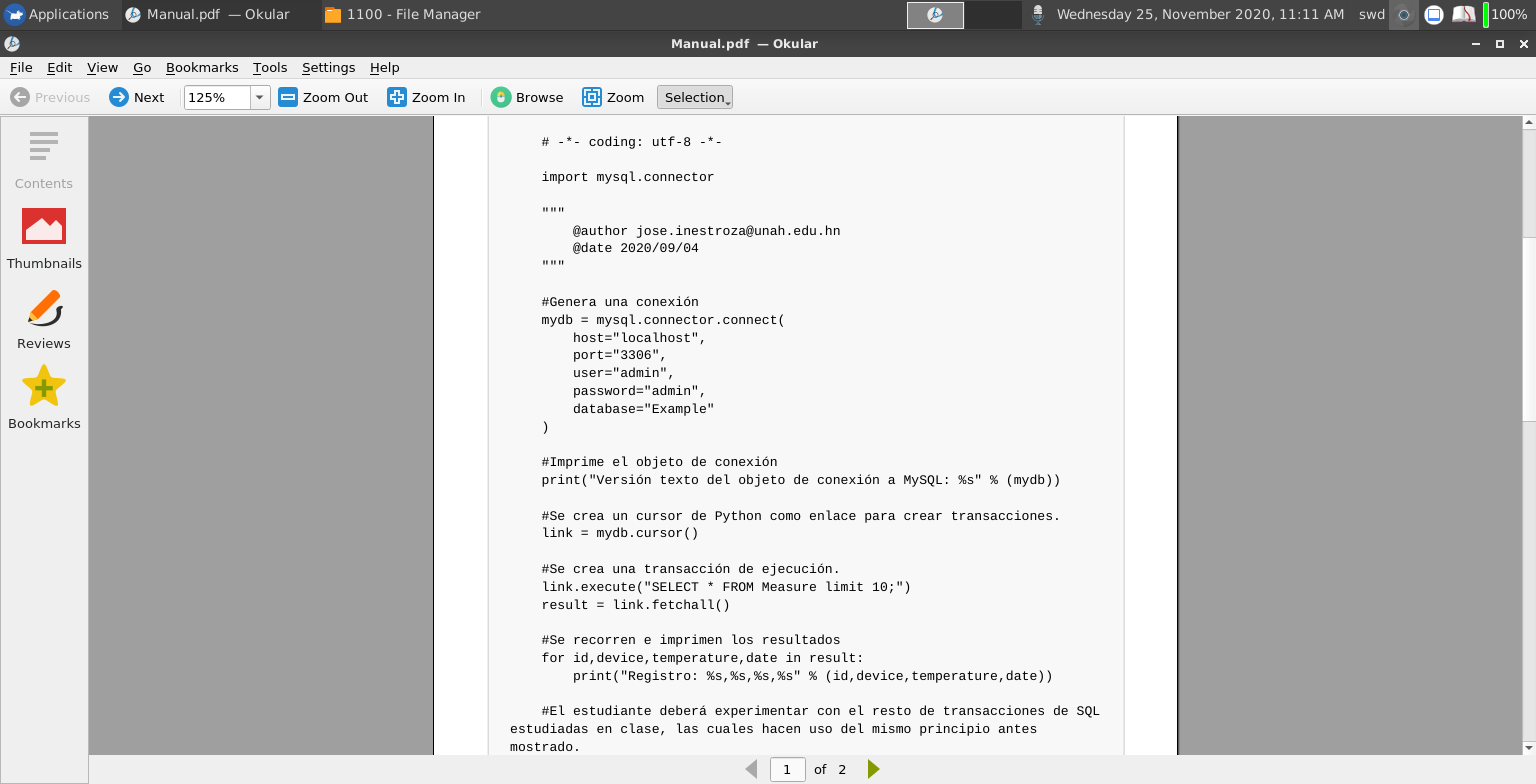 Applications
Manual.pdf — Okular
1100 - File Manager
Wednesday 25, November 2020, 11:11 AM
swd
100%
Manual.pdf — Okular
File Edit View Go Bookmarks Tools Settings Help
Previous Next 125% Zoom Out Zoom In Browse Zoom Selection
Contents
Thumbnails
Reviews
Bookmarks
# -*- coding: utf-8 -*-
import mysql.connector
"""
@author jose.inestroza@unah.edu.hn
@date 2020/09/04
"""
#Genera una conexión
mydb = mysql.connector.connect(
host="localhost",
port="3306",
user="admin",
password="admin",
database="Example"
)
#Imprime el objeto de conexión
print("Versión texto del objeto de conexión a MySQL: %s" % (mydb))
#Se crea un cursor de Python como enlace para crear transacciones.
link = mydb.cursor()
#Se crea una transacción de ejecución.
link.execute("SELECT * FROM Measure limit 10;")
result = link.fetchall()
#Se recorren e imprimen los resultados
for id,device,temperature,date in result:
print("Registro: %s,%s,%s,%s" % (id,device,temperature,date))
#El estudiante deberá experimentar con el resto de transacciones de SQL
estudiadas en clase, las cuales hacen uso del mismo principio antes
mostrado.
1 of 2